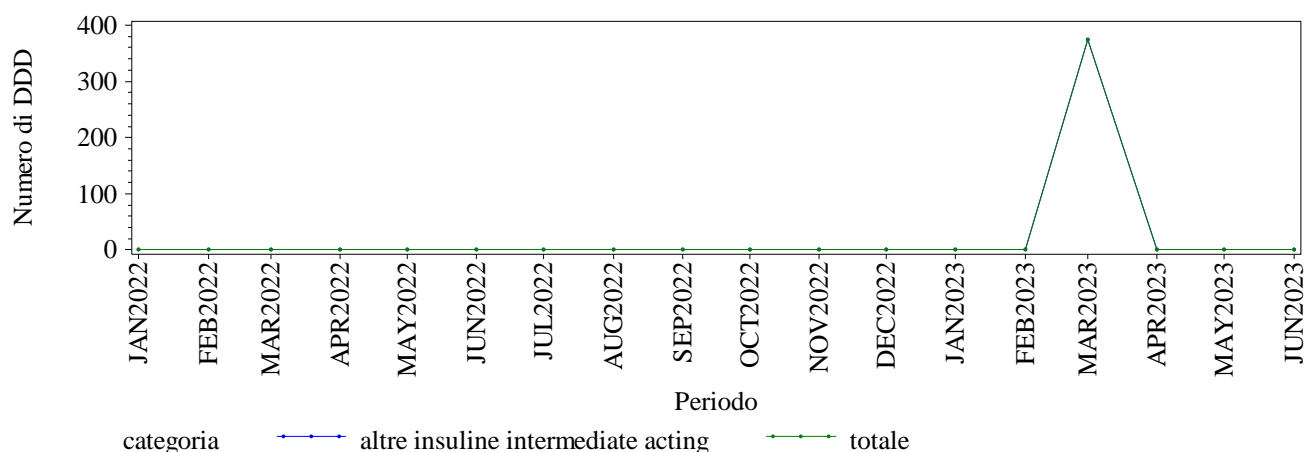 400
300
200
100
0
Numero di DDD
JAN2022
FEB2022
MAR2022
APR2022
MAY2022
JUN2022
JUL2022
AUG2022
SEP2022
OCT2022
NOV2022
DEC2022
JAN2023
FEB2023
MAR2023
APR2023
MAY2023
JUN2023
Periodo
categoria altre insuline intermediate acting totale